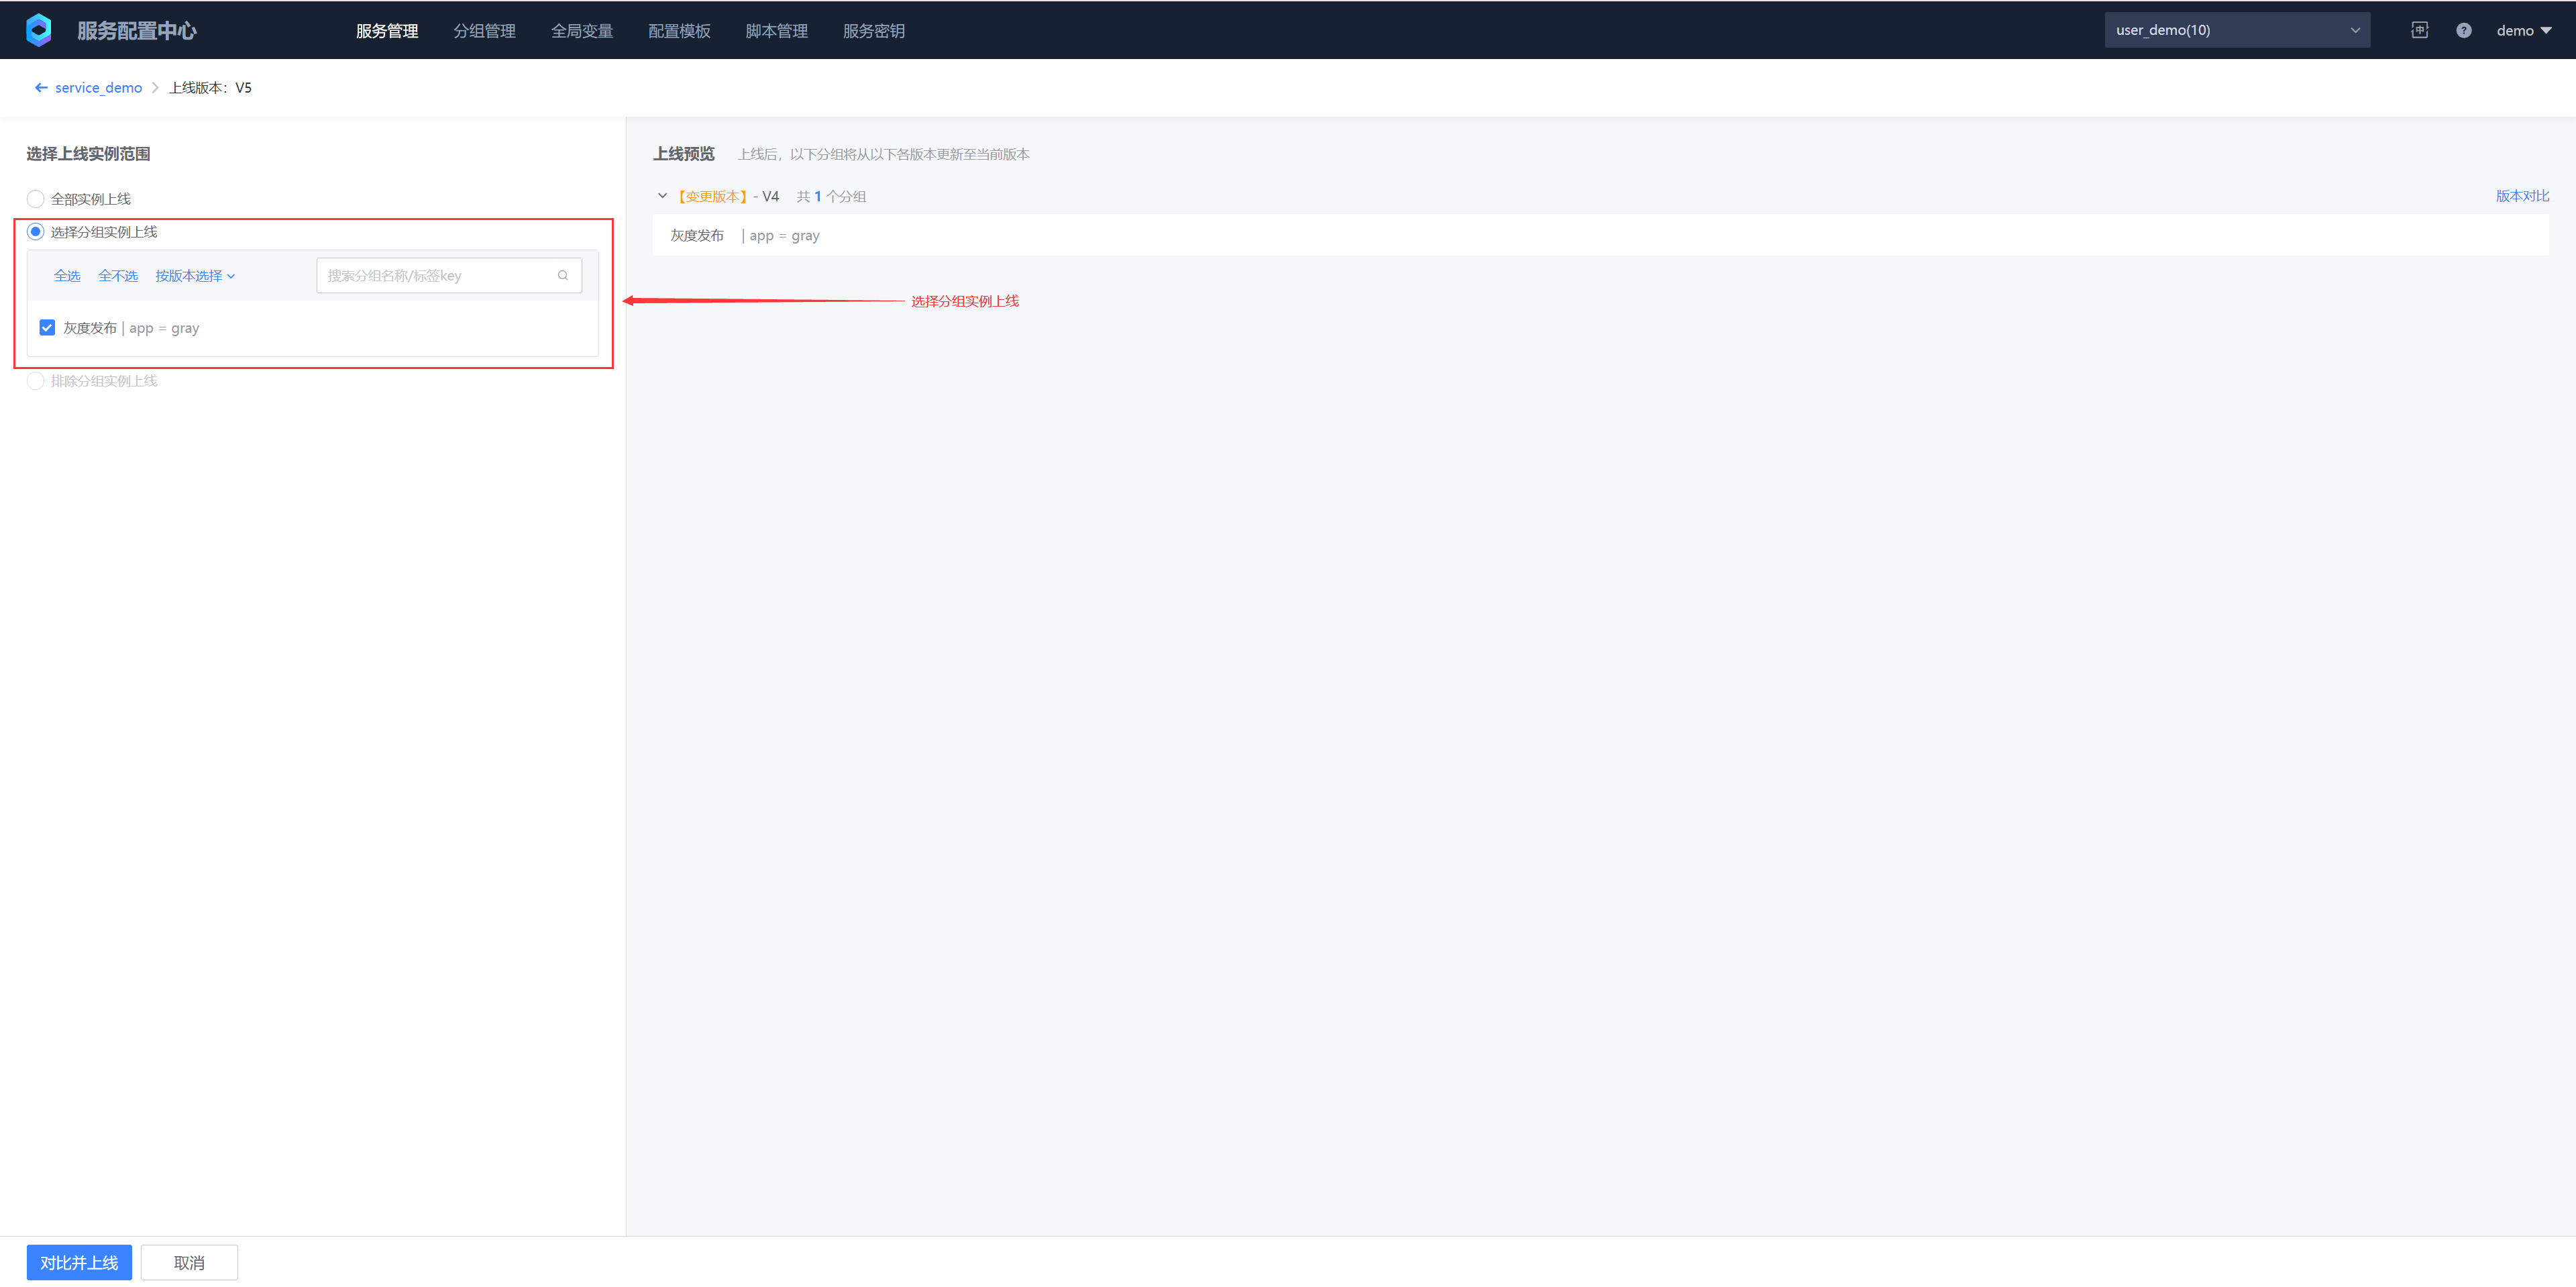 服务配置中心 服务管理 分组管理 全局变量 配置模板 脚本管理 服务密钥 user_demo(10) 中 ? demo
service_demo 上线版本：V5
选择上线实例范围
全部实例上线
选择分组实例上线
全选 全不选 按版本选择 搜索分组名称/标签key
灰度发布 | app = gray
排除分组实例上线
上线预览 上线后，以下分组将从以下各版本更新至当前版本
【变更版本】- V4 共 1 个分组 版本对比
灰度发布 | app = gray
选择分组实例上线
对比并上线 取消